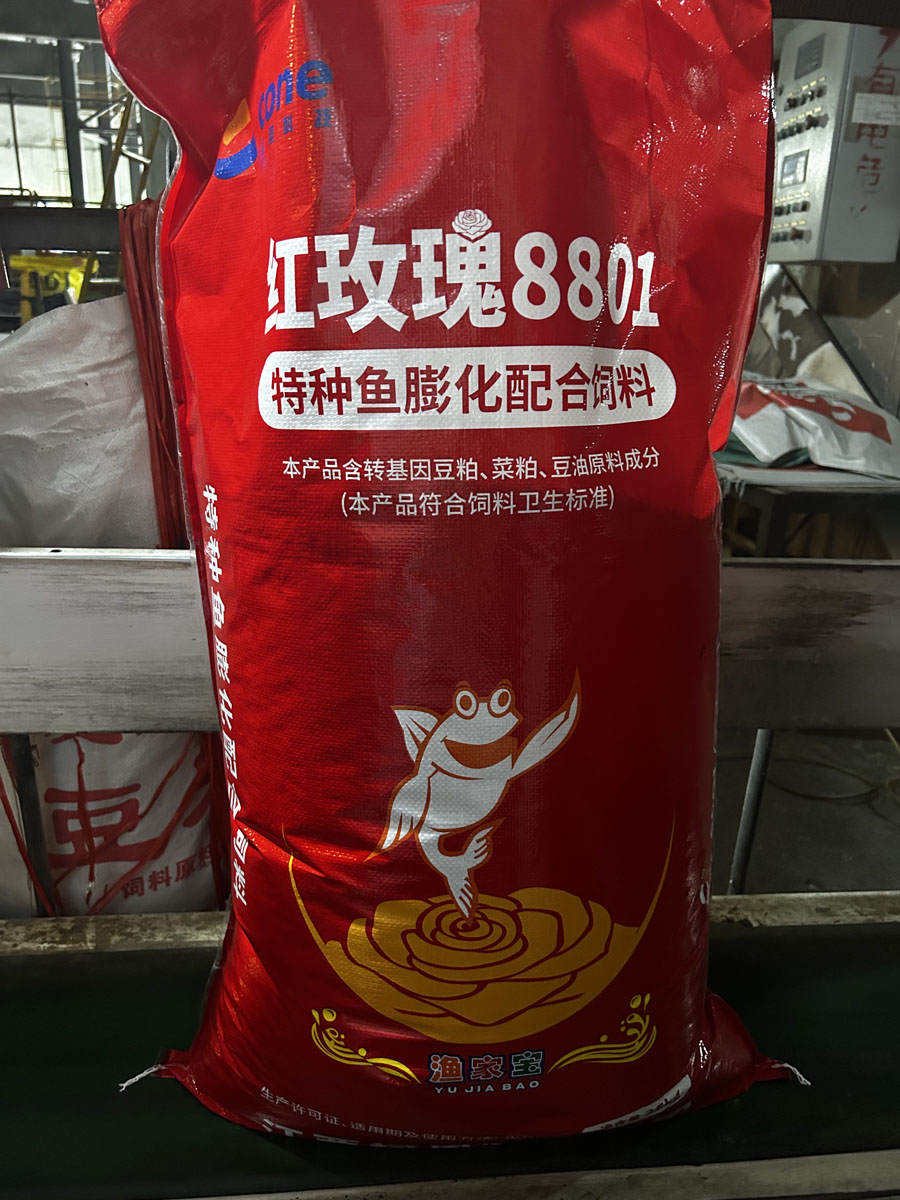 cone
红玫瑰8801
特种鱼膨化配合饲料
本产品含转基因豆粕、菜粕、豆油原料成分
(本产品符合饲料卫生标准)
特种鱼膨化配合饲料
渔家宝
YU JIA BAO
生产许可证、适用期及使用
饲料原料
有电危